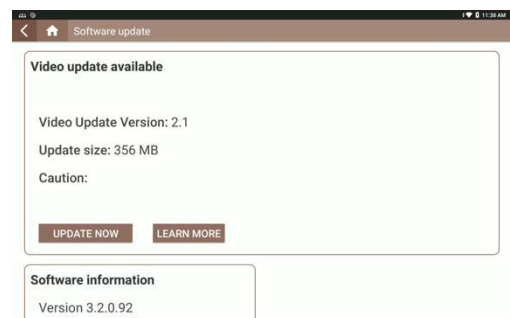 11:38 AM
Software update
Video update available
Video Update Version: 2.1
Update size: 356 MB
Caution:
UPDATE NOW LEARN MORE
Software information
Version 3.2.0.92